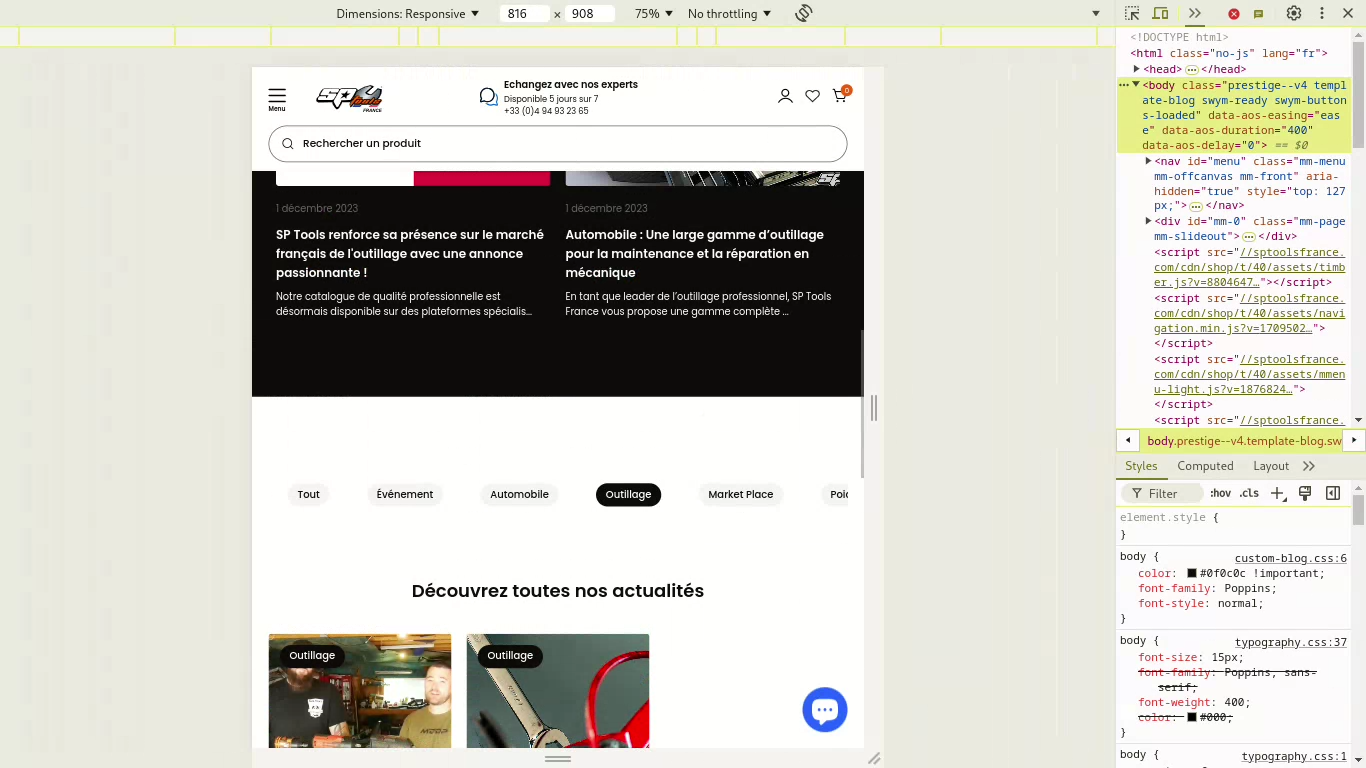 Dimensions: Responsive
816 × 908
75%
No throttling
Menu
SP Tools FRANCE
Echangez avec nos experts
Disponible 5 jours sur 7
+33 (0)4 94 93 23 65
0
Rechercher un produit
1 décembre 2023
SP Tools renforce sa présence sur le marché
français de l'outillage avec une annonce
passionnante !
Notre catalogue de qualité professionnelle est
désormais disponible sur des plateformes spécialis...
1 décembre 2023
Automobile : Une large gamme d’outillage
pour la maintenance et la réparation en
mécanique
En tant que leader de l’outillage professionnel, SP Tools
France vous propose une gamme complète ...
Tout
Événement
Automobile
Outillage
Market Place
Découvrez toutes nos actualités
Outillage
Outillage
<!DOCTYPE html>
<html class="no-js" lang="fr">
<head> … </head>
<body class="prestige--v4 templ
ate-blog swym-ready swym-button
s-loaded" data-aos-easing="eas
e" data-aos-duration="400"
data-aos-delay="0"> == $0
<nav id="menu" class="mm-menu
mm-offcanvas mm-front" aria-
hidden="true" style="top: 127
px;"> … </nav>
<div id="mm-0" class="mm-page
mm-slideout"> … </div>
<script src="//sptoolsfrance.
com/cdn/shop/t/40/assets/timb
er.js?v=8804647…"></script>
<script src="//sptoolsfrance.
com/cdn/shop/t/40/assets/navi
gation.min.js?v=1709502…">
</script>
<script src="//sptoolsfrance.
com/cdn/shop/t/40/assets/mmen
u-light.js?v=1876824…">
</script>
<script src="//sptoolsfrance.
body.prestige--v4.template-blog.sw
Styles
Computed
Layout
Filter
:hov
.cls
element.style {
}
body {
custom-blog.css:6
color: #0f0c0c !important;
font-family: Poppins;
font-style: normal;
}
body {
typography.css:37
font-size: 15px;
font-family: Poppins, sans-
serif;
font-weight: 400;
color: #000;
}
body {
typography.css:1